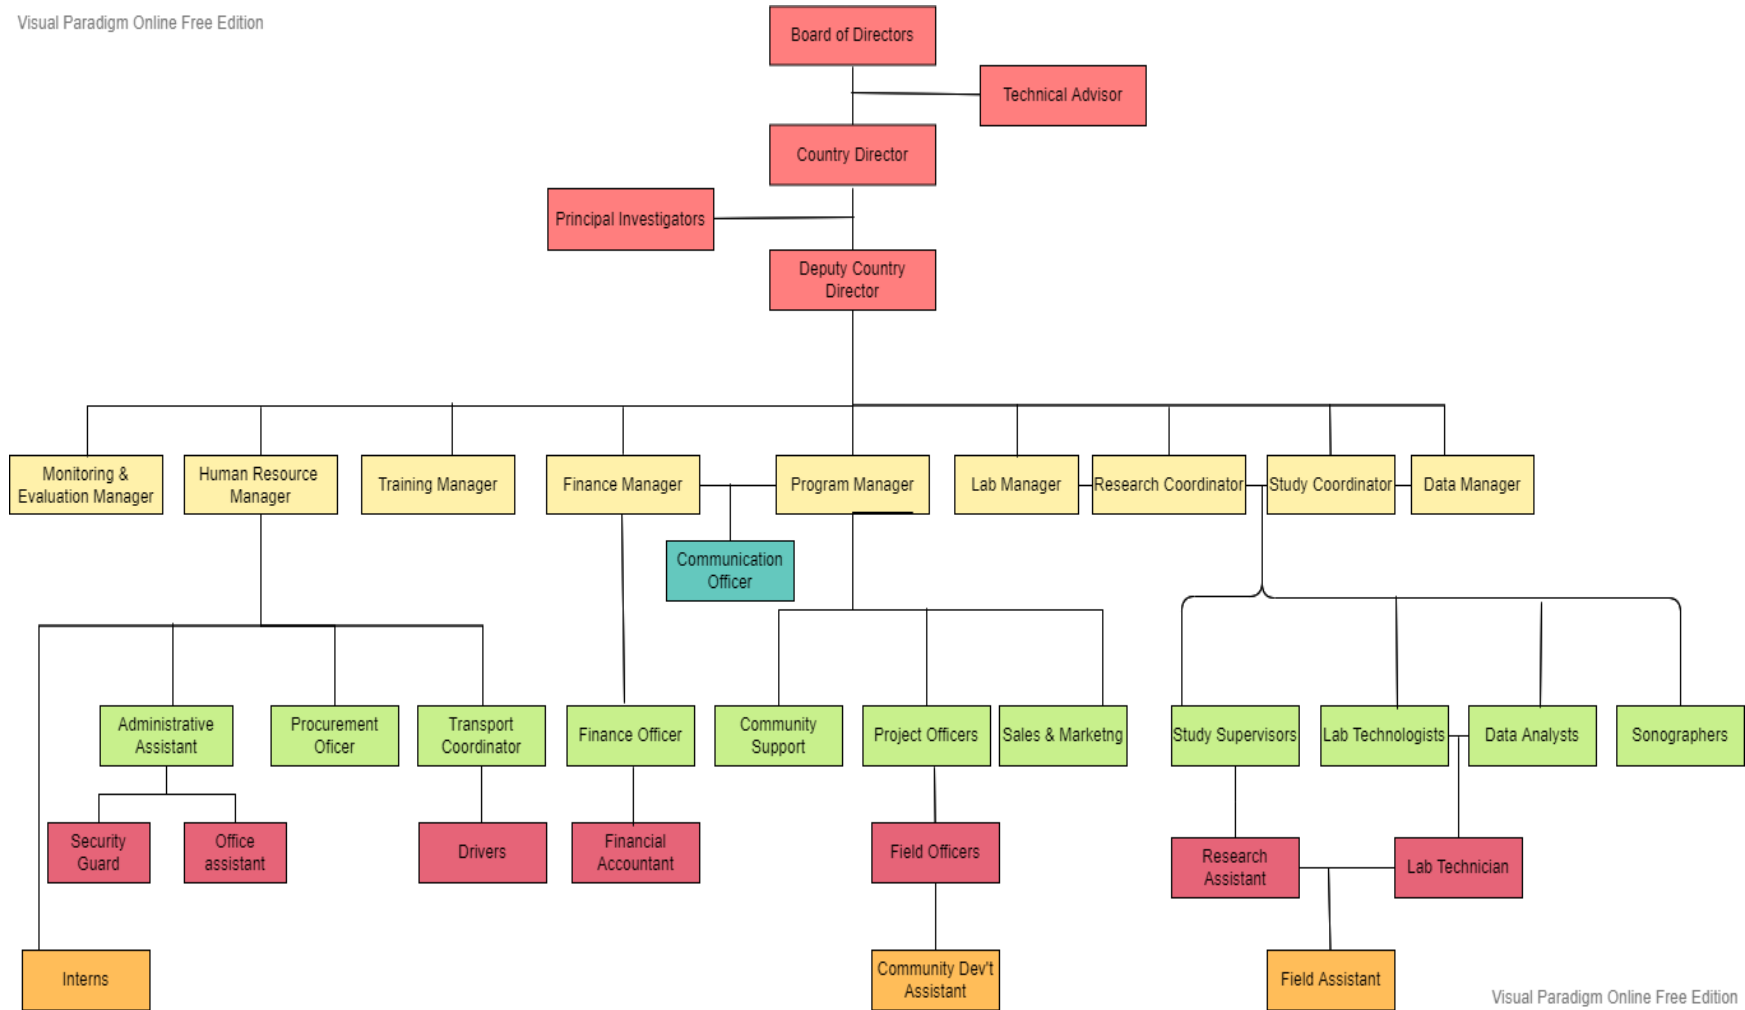 Visual Paradigm Online Free Edition
Board of Directors
Technical Advisor
Country Director
Principal Investigators
Deputy Country
Director
Monitoring &
Evaluation Manager
Human Resource
Manager
Training Manager
Finance Manager
Program Manager
Lab Manager
Research Coordinator
Study Coordinator
Data Manager
Communication
Officer
Administrative
Assistant
Procurement
Oficer
Transport
Coordinator
Finance Officer
Community
Support
Project Officers
Sales & Marketng
Study Supervisors
Lab Technologists
Data Analysts
Sonographers
Security
Guard
Office
assistant
Drivers
Financial
Accountant
Field Officers
Research
Assistant
Lab Technician
Interns
Community Dev't
Assistant
Field Assistant
Visual Paradigm Online Free Edition